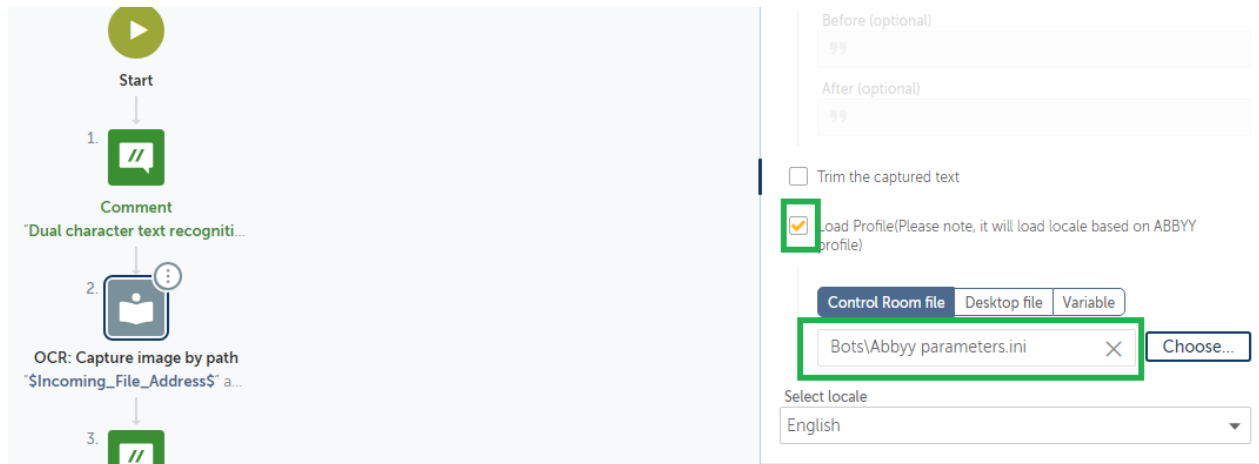 Start
1.
Comment
"Dual character text recogniti...
2.
OCR: Capture image by path
"$Incoming_File_Address$" a...
3.
Before (optional)
After (optional)
Trim the captured text
Load Profile(Please note, it will load locale based on ABBYY
profile)
Control Room file Desktop file Variable
Bots\Abbyy parameters.ini
Choose...
Select locale
English